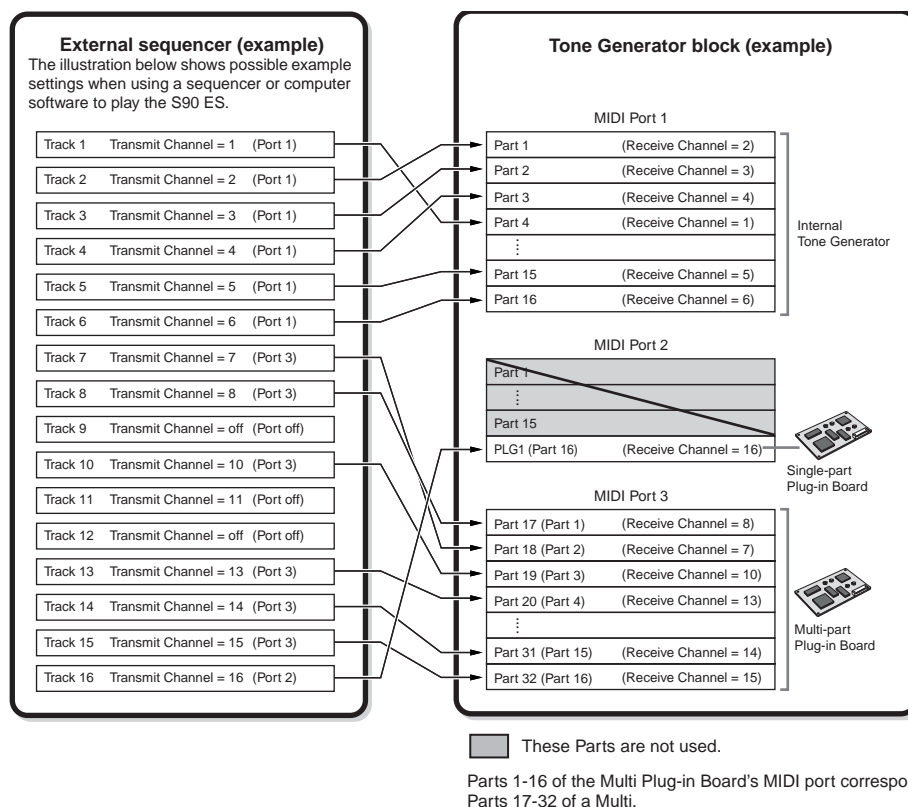 External sequencer (example)
The illustration below shows possible example
settings when using a sequencer or computer
software to play the S90 ES.
Track 1 Transmit Channel = 1 (Port 1)
Track 2 Transmit Channel = 2 (Port 1)
Track 3 Transmit Channel = 3 (Port 1)
Track 4 Transmit Channel = 4 (Port 1)
Track 5 Transmit Channel = 5 (Port 1)
Track 6 Transmit Channel = 6 (Port 1)
Track 7 Transmit Channel = 7 (Port 3)
Track 8 Transmit Channel = 8 (Port 3)
Track 9 Transmit Channel = off (Port off)
Track 10 Transmit Channel = 10 (Port 3)
Track 11 Transmit Channel = 11 (Port off)
Track 12 Transmit Channel = off (Port off)
Track 13 Transmit Channel = 13 (Port 3)
Track 14 Transmit Channel = 14 (Port 3)
Track 15 Transmit Channel = 15 (Port 3)
Track 16 Transmit Channel = 16 (Port 2)
Tone Generator block (example)
MIDI Port 1
Part 1 (Receive Channel = 2)
Part 2 (Receive Channel = 3)
Part 3 (Receive Channel = 4)
Part 4 (Receive Channel = 1)
Part 15 (Receive Channel = 5)
Part 16 (Receive Channel = 6)
Internal
Tone Generator
MIDI Port 2
Part 1
Part 15
PLG1 (Part 16) (Receive Channel = 16)
Single-part
Plug-in Board
MIDI Port 3
Part 17 (Part 1) (Receive Channel = 8)
Part 18 (Part 2) (Receive Channel = 7)
Part 19 (Part 3) (Receive Channel = 10)
Part 20 (Part 4) (Receive Channel = 13)
Part 31 (Part 15) (Receive Channel = 14)
Part 32 (Part 16) (Receive Channel = 15)
Multi-part
Plug-in Board
These Parts are not used.
Parts 1-16 of the Multi Plug-in Board's MIDI port correspo
Parts 17-32 of a Multi.